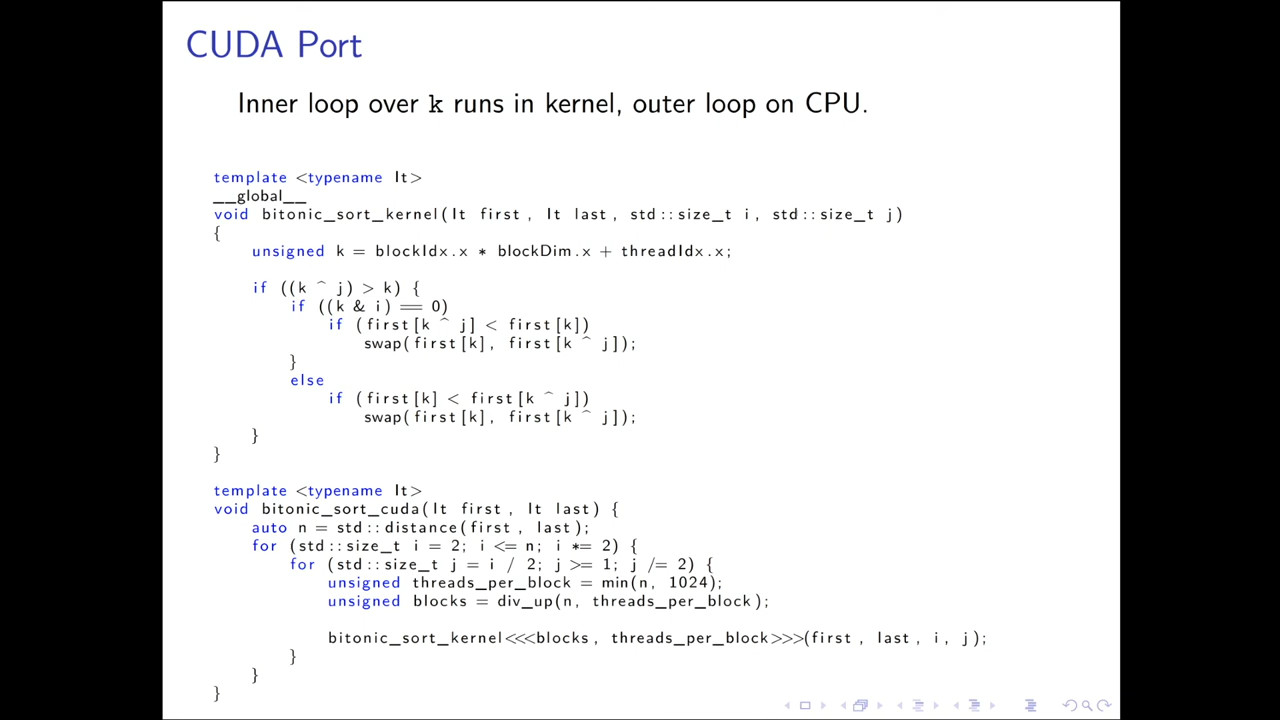 CUDA Port
Inner loop over k runs in kernel, outer loop on CPU.
template <typename It>
__global__
void bitonic_sort_kernel(It first, It last, std::size_t i, std::size_t j)
{
    unsigned k = blockIdx.x * blockDim.x + threadIdx.x;
    if ((k ^ j) > k) {
        if ((k & i) == 0)
            if (first[k ^ j] < first[k])
                swap(first[k], first[k ^ j]);
        }
        else
            if (first[k] < first[k ^ j])
                swap(first[k], first[k ^ j]);
    }
}
template <typename It>
void bitonic_sort_cuda(It first, It last) {
    auto n = std::distance(first, last);
    for (std::size_t i = 2; i <= n; i *= 2) {
        for (std::size_t j = i / 2; j >= 1; j /= 2) {
            unsigned threads_per_block = min(n, 1024);
            unsigned blocks = div_up(n, threads_per_block);
            bitonic_sort_kernel<<<blocks, threads_per_block>>>(first, last, i, j);
        }
    }
}